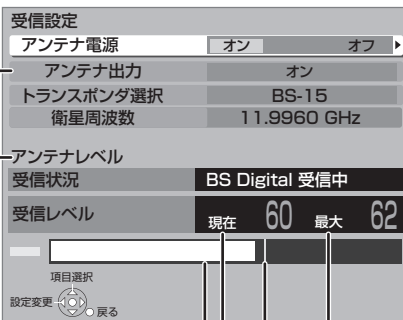 受信設定
アンテナ電源 オン オフ
アンテナ出力 オン
トランスポンダ選択 BS-15
衛星周波数 11.9960 GHz
アンテナレベル
受信状況 BS Digital 受信中
受信レベル 現在 60 最大 62
項目選択
設定変更
戻る